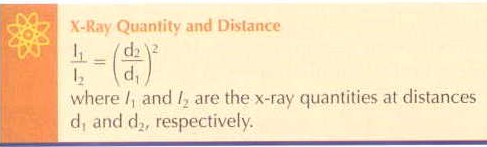 X-Ray Quantity and Distance
I₁/I₂ = (d₂/d₁)²
where I₁ and I₂ are the x-ray quantities at distances
d₁ and d₂, respectively.